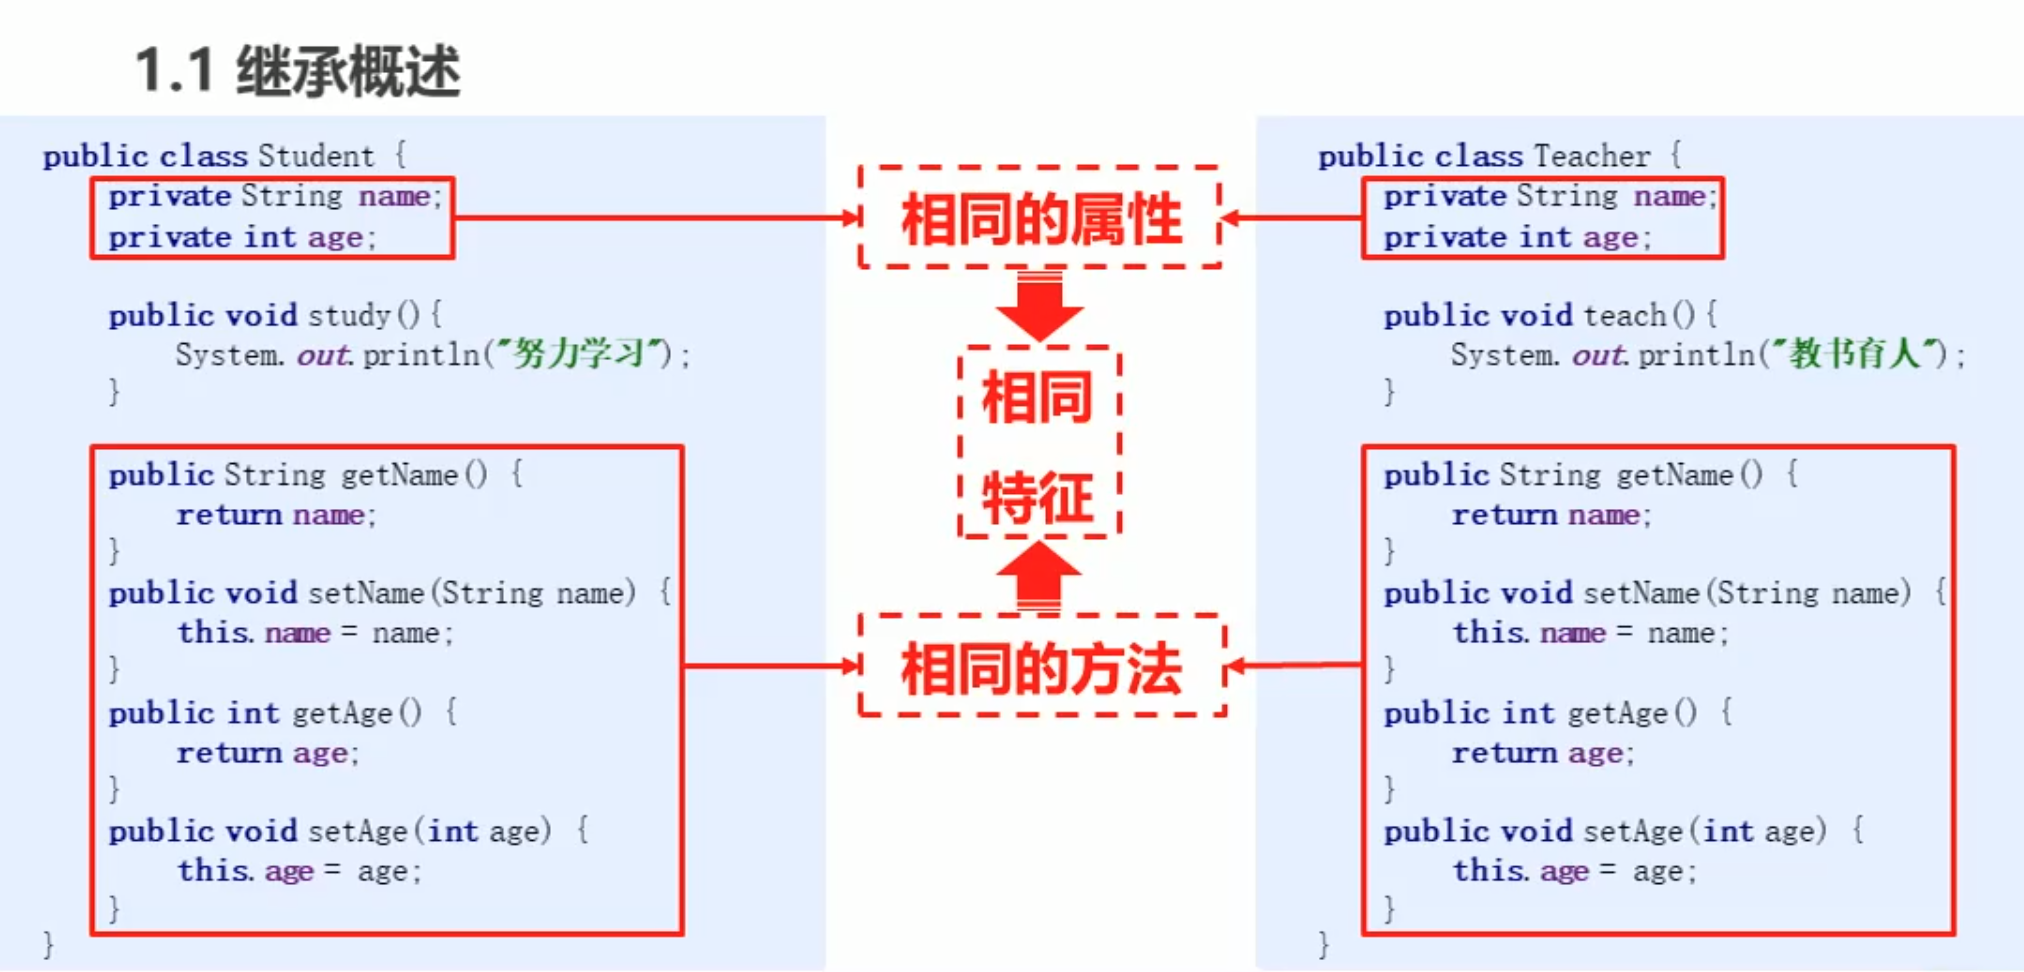 1.1 继承概述
public class Student {
private String name;
private int age;
public void study(){
System.out.println("努力学习");
}
public String getName() {
return name;
}
public void setName(String name) {
this.name = name;
}
public int getAge() {
return age;
}
public void setAge(int age) {
this.age = age;
}
}
相同的属性
相同
特征
相同的方法
public class Teacher {
private String name;
private int age;
public void teach(){
System.out.println("教书育人");
}
public String getName() {
return name;
}
public void setName(String name) {
this.name = name;
}
public int getAge() {
return age;
}
public void setAge(int age) {
this.age = age;
}
}